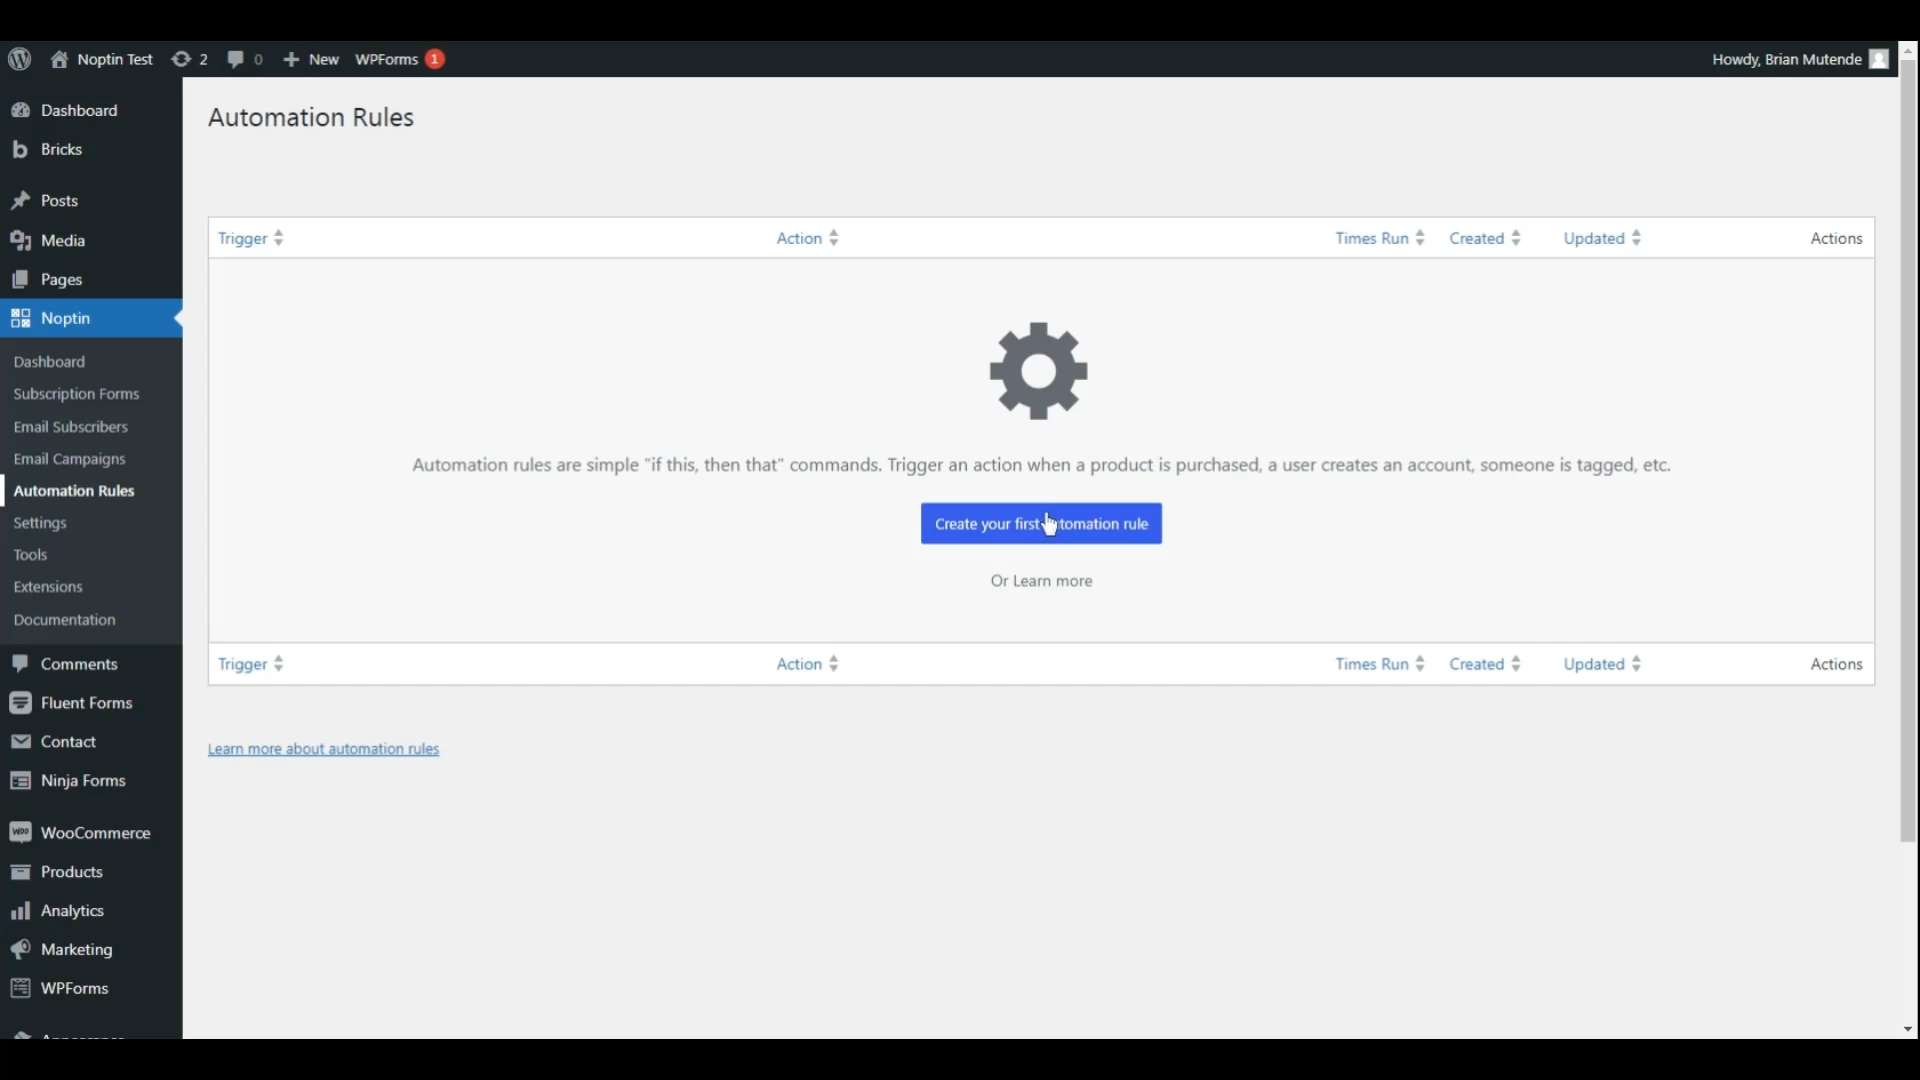 Noptin Test 2 0 New WPForms 1 Howdy, Brian Mutende
Dashboard
Bricks
Posts
Media
Pages
Noptin
Dashboard
Subscription Forms
Email Subscribers
Email Campaigns
Automation Rules
Settings
Tools
Extensions
Documentation
Comments
Fluent Forms
Contact
Ninja Forms
WooCommerce
Products
Analytics
Marketing
WPForms
Automation Rules
Trigger Action Times Run Created Updated Actions
Automation rules are simple "if this, then that" commands. Trigger an action when a product is purchased, a user creates an account, someone is tagged, etc.
Create your first tomation rule
Or Learn more
Trigger Action Times Run Created Updated Actions
Learn more about automation rules